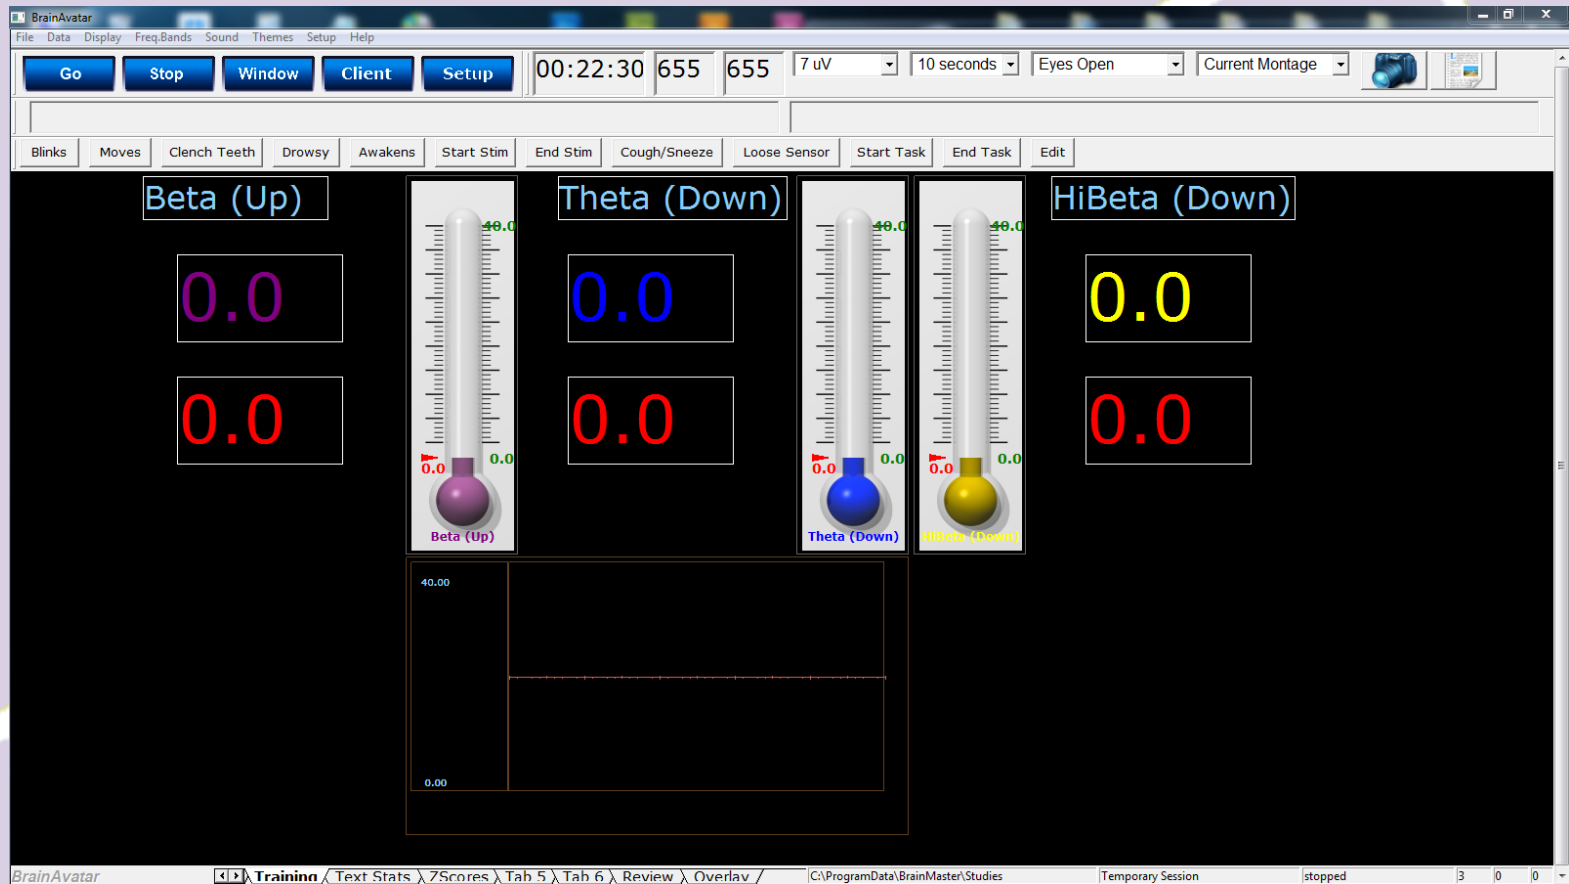 BrainAvatar
File Data Display Freq.Bands Sound Themes Setup Help
Go Stop Window Client Setup 00:22:30 655 655 7 uV 10 seconds Eyes Open Current Montage
Blinks Moves Clench Teeth Drowsy Awakens Start Stim End Stim Cough/Sneeze Loose Sensor Start Task End Task Edit
Beta (Up) Theta (Down) HiBeta (Down)
40.0 40.0 40.0
0.0 0.0 0.0
0.0 0.0 0.0
0.0 0.0 0.0 0.0 0.0 0.0
Beta (Up) Theta (Down) HiBeta (Down)
40.00
0.00
BrainAvatar Training Text Stats ZScores Tab 5 Tab 6 Review Overlay C:\ProgramData\BrainMaster\Studies Temporary Session stopped 3 0 0